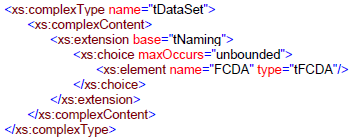 <xs:complexType name="tDataSet">
<xs:complexContent>
<xs:extension base="tNaming">
<xs:choice maxOccurs="unbounded">
<xs:element name="FCDA" type="tFCDA"/>
</xs:choice>
</xs:extension>
</xs:complexContent>
</xs:complexType>